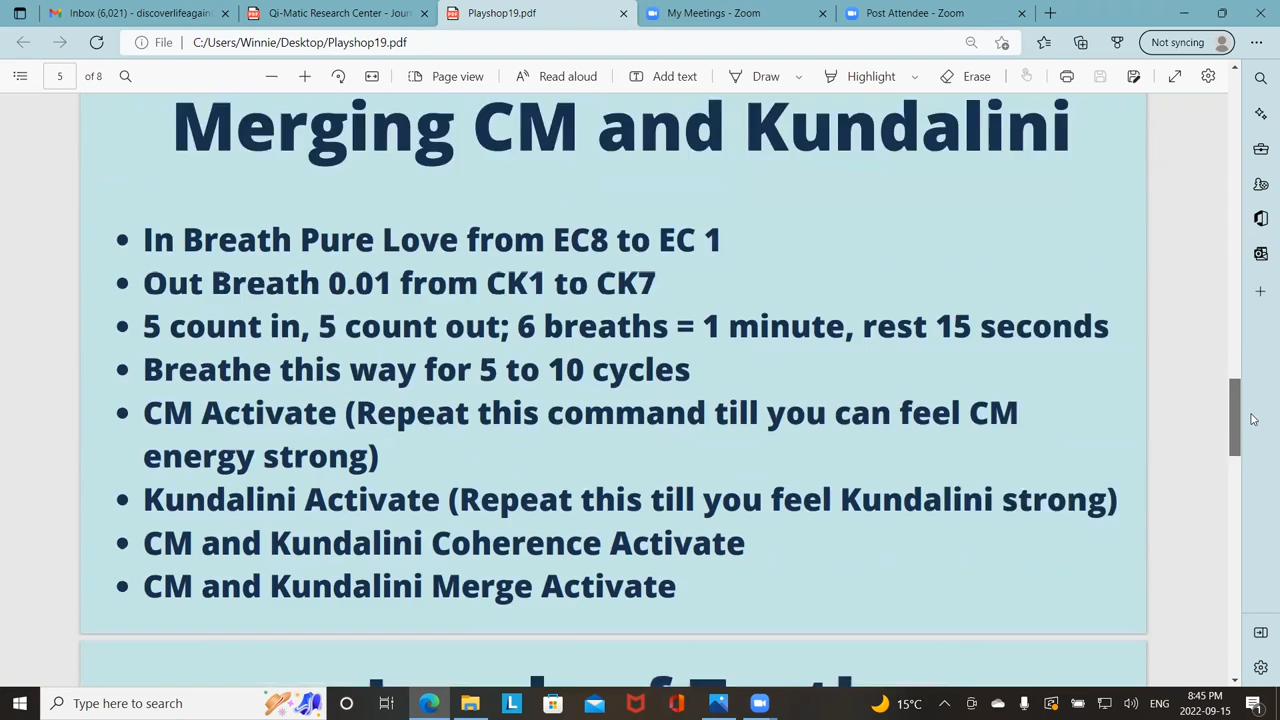 Inbox (6,021) - discoverlifeagain
Qi-Matic Research Center - Jour
Playshop19.pdf
My Meetings - Zoom
Post Attendee - Zoom
File
C:/Users/Winnie/Desktop/Playshop19.pdf
Not syncing
5 of 8
Page view
Read aloud
Add text
Draw
Highlight
Erase
Merging CM and Kundalini
• In Breath Pure Love from EC8 to EC 1
• Out Breath 0.01 from CK1 to CK7
• 5 count in, 5 count out; 6 breaths = 1 minute, rest 15 seconds
• Breathe this way for 5 to 10 cycles
• CM Activate (Repeat this command till you can feel CM
energy strong)
• Kundalini Activate (Repeat this till you feel Kundalini strong)
• CM and Kundalini Coherence Activate
• CM and Kundalini Merge Activate
Type here to search
15°C
ENG
8:45 PM
2022-09-15